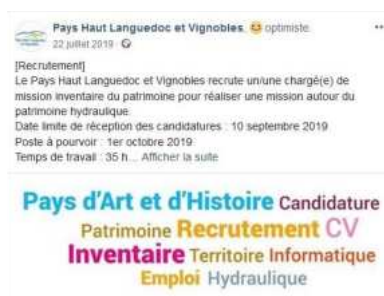 Pays Haut Languedoc et Vignobles. 😊 optimiste.
22 juillet 2019
[Recrutement]
Le Pays Haut Languedoc et Vignobles recrute un/une chargé(e) de
mission inventaire du patrimoine pour réaliser une mission autour du
patrimoine hydraulique.
Date limite de réception des candidatures : 10 septembre 2019
Poste à pourvoir : 1er octobre 2019
Temps de travail : 35 h... Afficher la suite
Pays d'Art et d'Histoire Candidature
Patrimoine Recrutement CV
Inventaire Territoire Informatique
Emploi Hydraulique